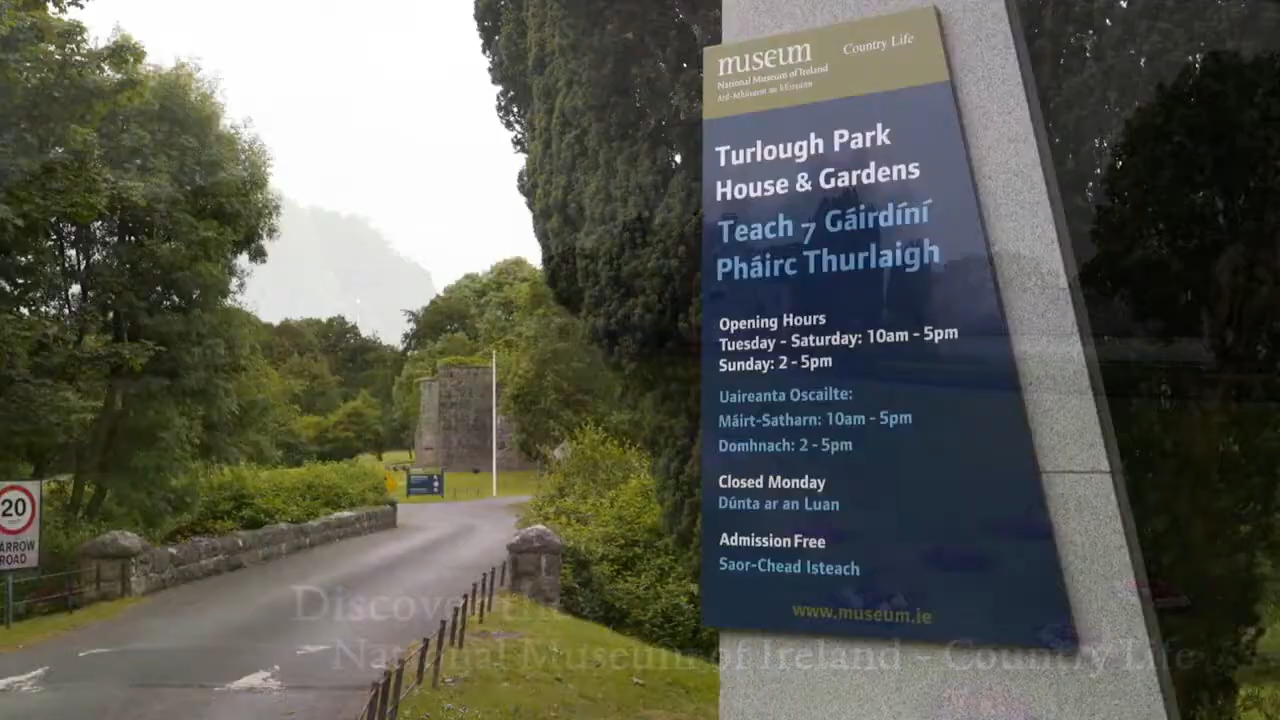 museum
Country Life
National Museum of Ireland
Ard-Mhúsaem na hÉireann
Turlough Park
House & Gardens
Teach ⁊ Gáirdíní
Pháirc Thurlaigh
Opening Hours
Tuesday - Saturday: 10am - 5pm
Sunday: 2 - 5pm
Uaireanta Oscailte:
Máirt-Satharn: 10am - 5pm
Domhnach: 2 - 5pm
Closed Monday
Dúnta ar an Luan
Admission Free
Saor-Chead Isteach
www.museum.ie
20
ARROW
ROAD
Discover the
National Museum of Ireland - Country Life